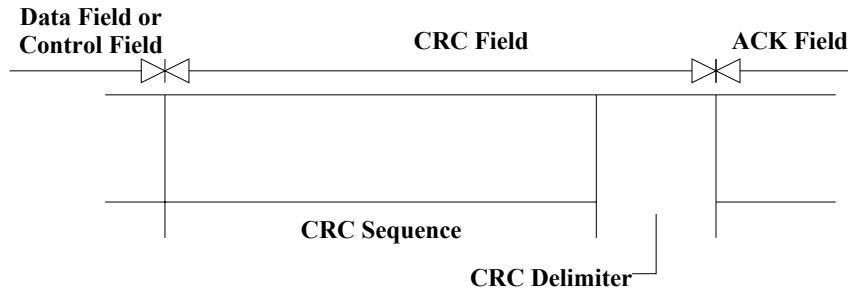 Data Field or
Control Field
CRC Field
ACK Field
CRC Sequence
CRC Delimiter